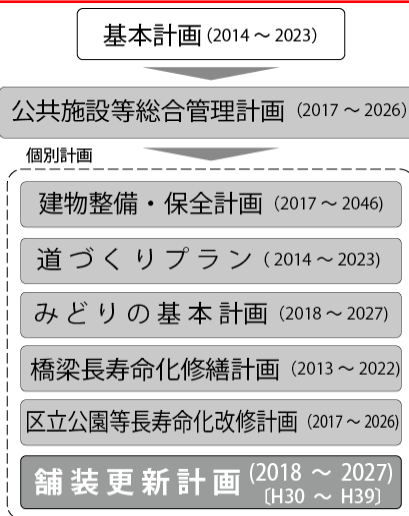 基本計画(2014～2023)
公共施設等総合管理計画(2017～2026)
個別計画
建物整備・保全計画(2017～2046)
道づくりプラン(2014～2023)
みどりの基本計画(2018～2027)
橋梁長寿命化修繕計画(2013～2022)
区立公園等長寿命化改修計画(2017～2026)
舗装更新計画(2018～2027)
〔H30～H39〕